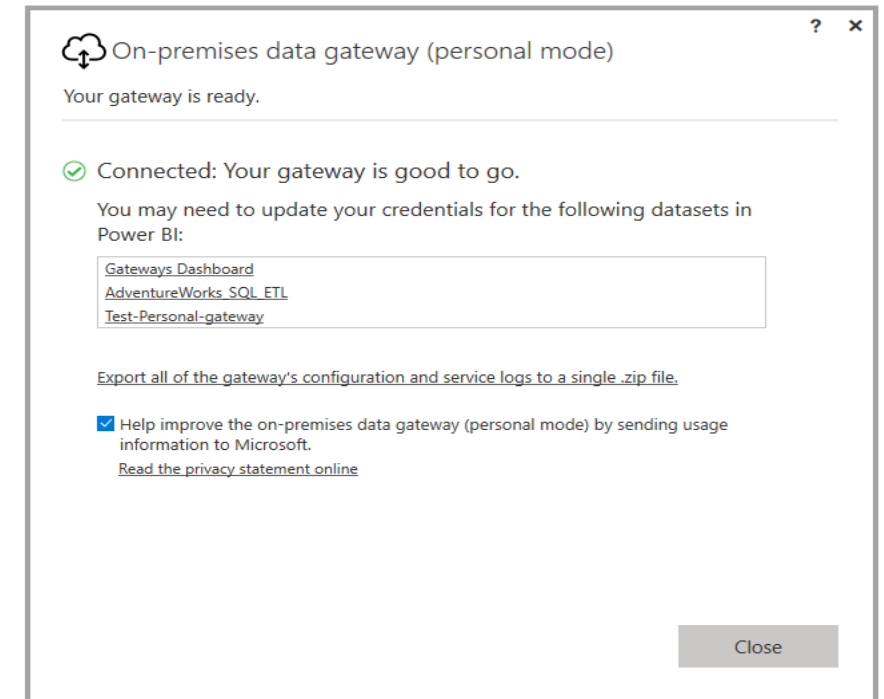 ? ×
On-premises data gateway (personal mode)
Your gateway is ready.
Connected: Your gateway is good to go.
You may need to update your credentials for the following datasets in
Power BI:
Gateways Dashboard
AdventureWorks_SQL_ETL
Test-Personal-gateway
Export all of the gateway's configuration and service logs to a single .zip file.
Help improve the on-premises data gateway (personal mode) by sending usage
information to Microsoft.
Read the privacy statement online
Close